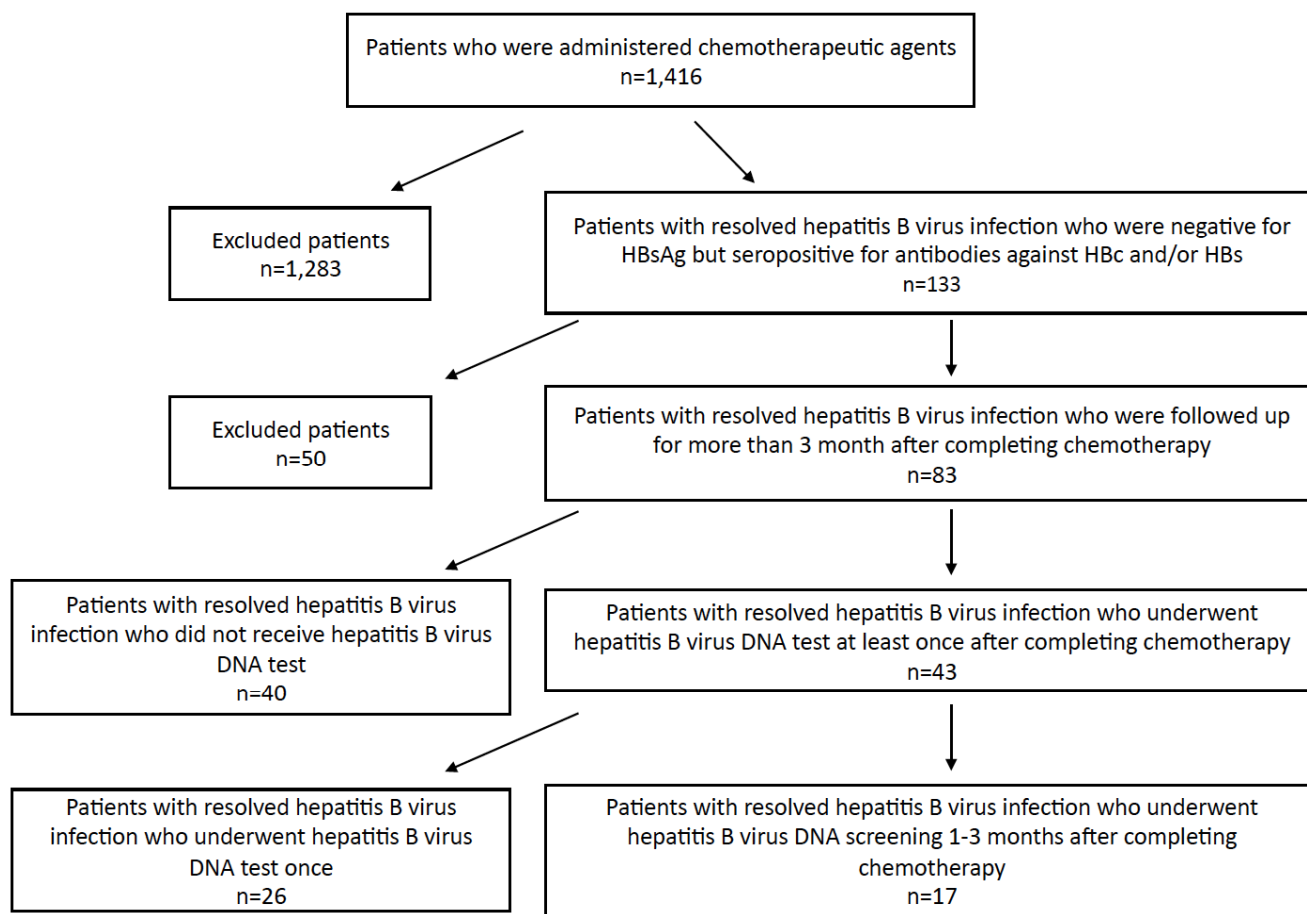 Patients who were administered chemotherapeutic agents
n=1,416
Excluded patients
n=1,283
Patients with resolved hepatitis B virus infection who were negative for
HBsAg but seropositive for antibodies against HBc and/or HBs
n=133
Excluded patients
n=50
Patients with resolved hepatitis B virus infection who were followed up
for more than 3 month after completing chemotherapy
n=83
Patients with resolved hepatitis B virus
infection who did not receive hepatitis B virus
DNA test
n=40
Patients with resolved hepatitis B virus infection who underwent
hepatitis B virus DNA test at least once after completing chemotherapy
n=43
Patients with resolved hepatitis B virus
infection who underwent hepatitis B virus
DNA test once
n=26
Patients with resolved hepatitis B virus infection who underwent
hepatitis B virus DNA screening 1-3 months after completing
chemotherapy
n=17